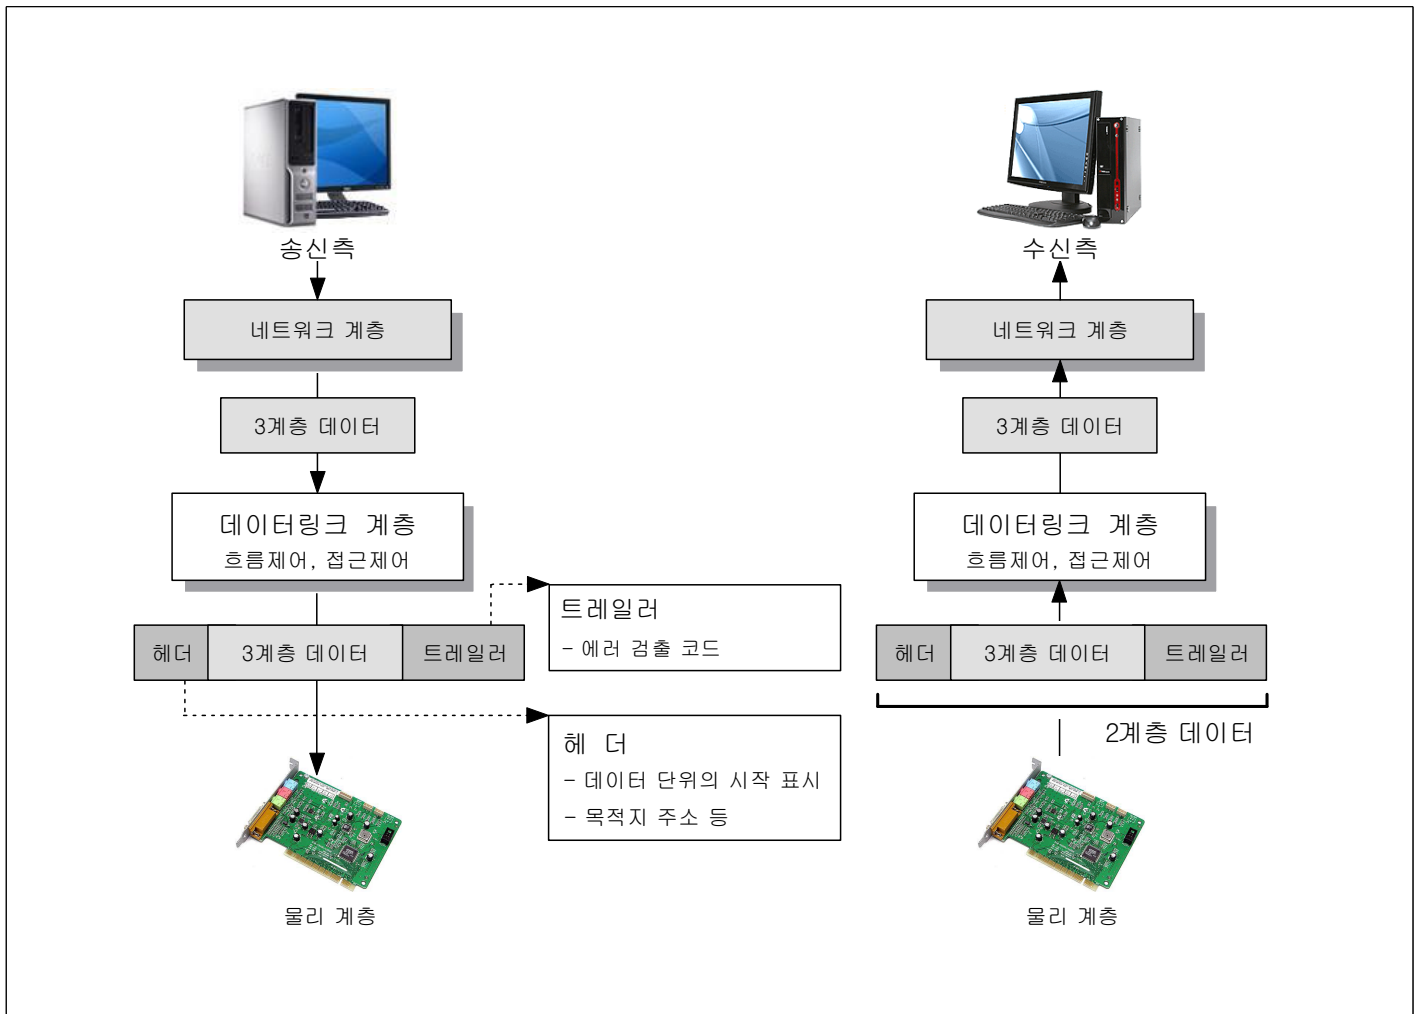 송신측
네트워크 계층
3계층 데이터
데이터링크 계층
흐름제어, 접근제어
헤더
3계층 데이터
트레일러
트레일러
- 에러 검출 코드
헤 더
- 데이터 단위의 시작 표시
- 목적지 주소 등
물리 계층
수신측
네트워크 계층
3계층 데이터
데이터링크 계층
흐름제어, 접근제어
헤더
3계층 데이터
트레일러
2계층 데이터
물리 계층